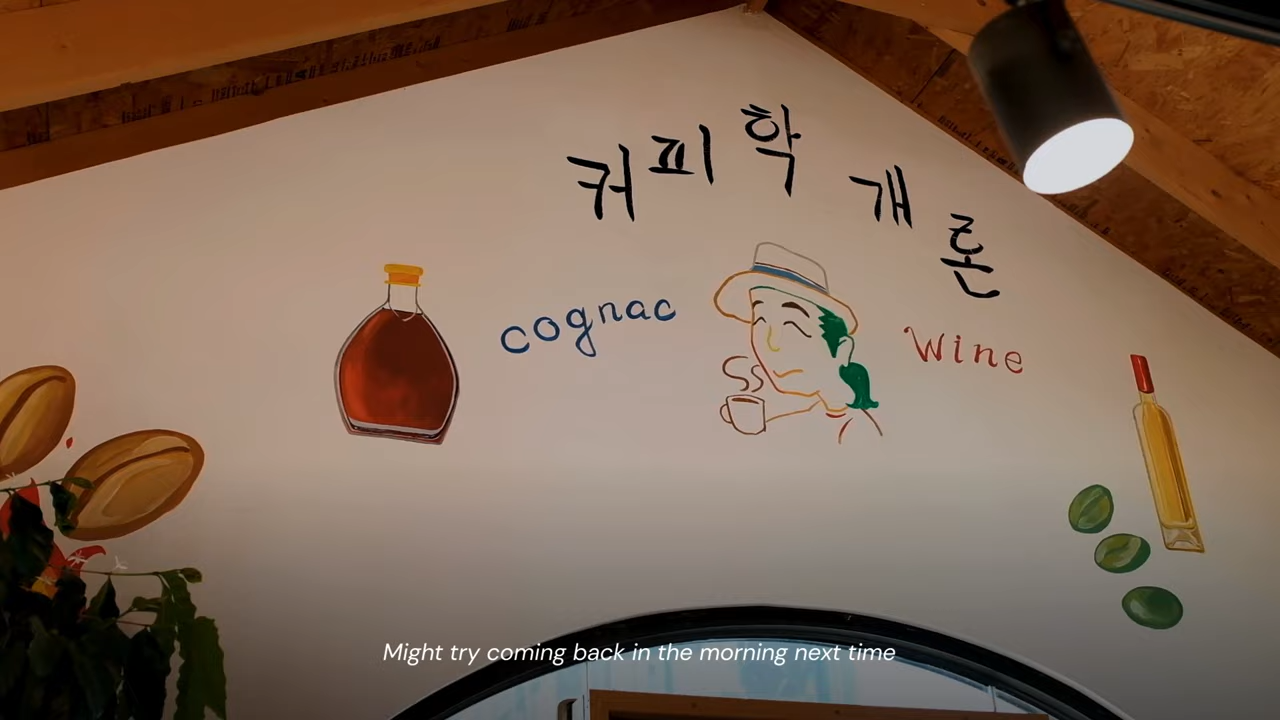 커피학개론
cognac
Wine
Might try coming back in the morning next time